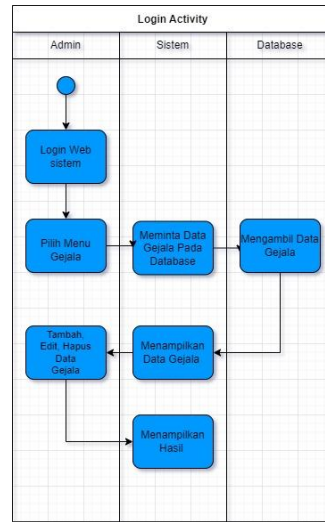 Login Activity
Admin
Sistem
Database
Login Web
sistem
Pilih Menu
Gejala
Meminta Data
Gejala Pada
Database
Mengambil Data
Gejala
Tambah,
Edit, Hapus
Data
Gejala
Menampilkan
Data Gejala
Menampilkan
Hasil